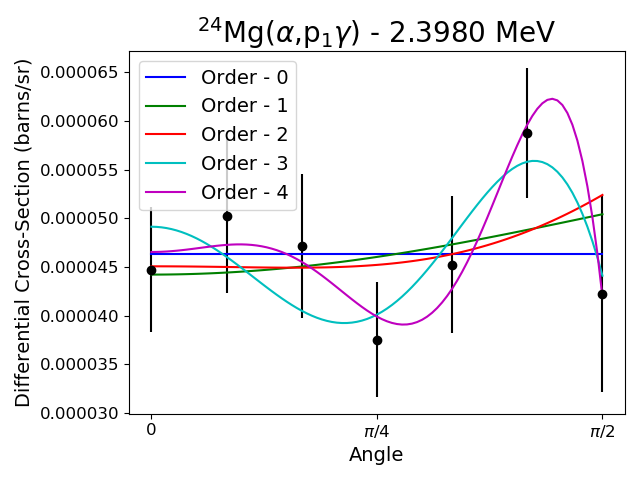 ²⁴Mg(α,p₁γ) - 2.3980 MeV
Differential Cross-Section (barns/sr)
0.000065
0.000060
0.000055
0.000050
0.000045
0.000040
0.000035
0.000030
Order - 0
Order - 1
Order - 2
Order - 3
Order - 4
0
π/4
π/2
Angle